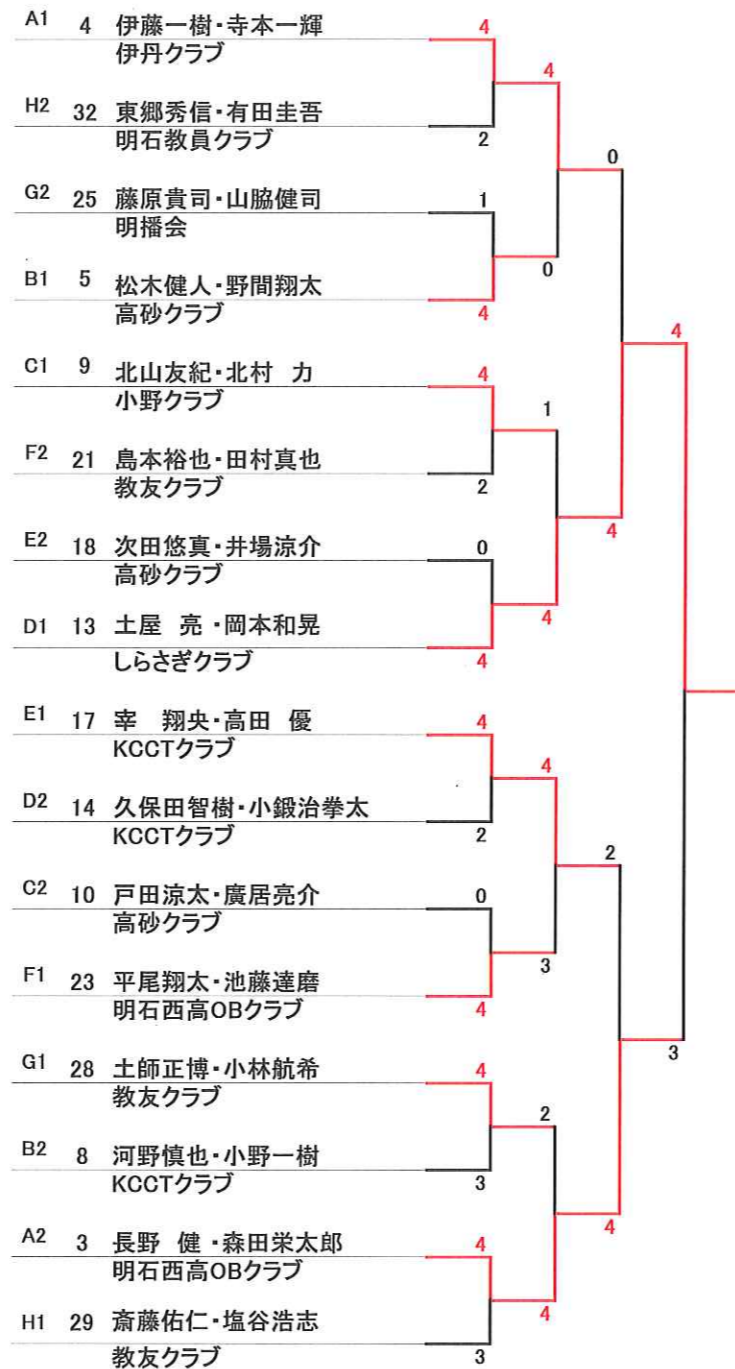 A1 4 伊藤一樹・寺本一輝 4
伊丹クラブ
4
H2 32 東郷秀信・有田圭吾
明石教員クラブ 2
0
G2 25 藤原貴司・山脇健司 1
明播会
0
B1 5 松木健人・野間翔太
高砂クラブ 4
4
C1 9 北山友紀・北村 力 4
小野クラブ
1
F2 21 島本裕也・田村真也
教友クラブ 2
4
E2 18 次田悠真・井場涼介 0
高砂クラブ
4
D1 13 土屋 亮・岡本和晃
しらさぎクラブ 4
E1 17 宰 翔央・高田 優 4
KCCTクラブ
4
D2 14 久保田智樹・小鍛治拳太
KCCTクラブ 2
2
C2 10 戸田涼太・廣居亮介 0
高砂クラブ
3
F1 23 平尾翔太・池藤達磨
明石西高OBクラブ 4
3
G1 28 土師正博・小林航希 4
教友クラブ
2
B2 8 河野慎也・小野一樹
KCCTクラブ 3
4
A2 3 長野 健・森田栄太郎 4
明石西高OBクラブ
4
H1 29 斎藤佑仁・塩谷浩志
教友クラブ 3